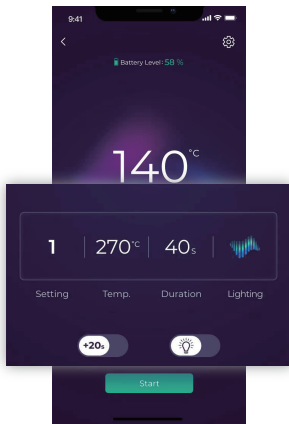 9:41
Battery Level: 58 %
140°C
1 270°C 40s
Setting Temp. Duration Lighting
+20s
Start